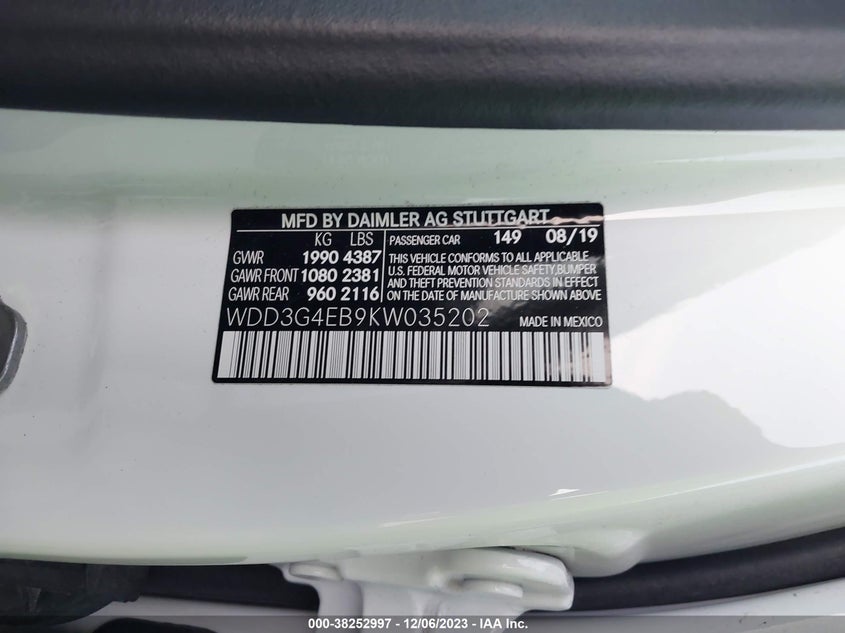 MFD BY DAIMLER AG STUTTGART
KG LBS PASSENGER CAR 149 08/19
GVWR 1990 4387
GAWR FRONT 1080 2381
GAWR REAR 960 2116
THIS VEHICLE CONFORMS TO ALL APPLICABLE
U.S. FEDERAL MOTOR VEHICLE SAFETY,BUMPER
AND THEFT PREVENTION STANDARDS IN EFFECT
ON THE DATE OF MANUFACTURE SHOWN ABOVE
WDD3G4EB9KW035202 MADE IN MEXICO
000-38252997 - 12/06/2023 - IAA Inc.